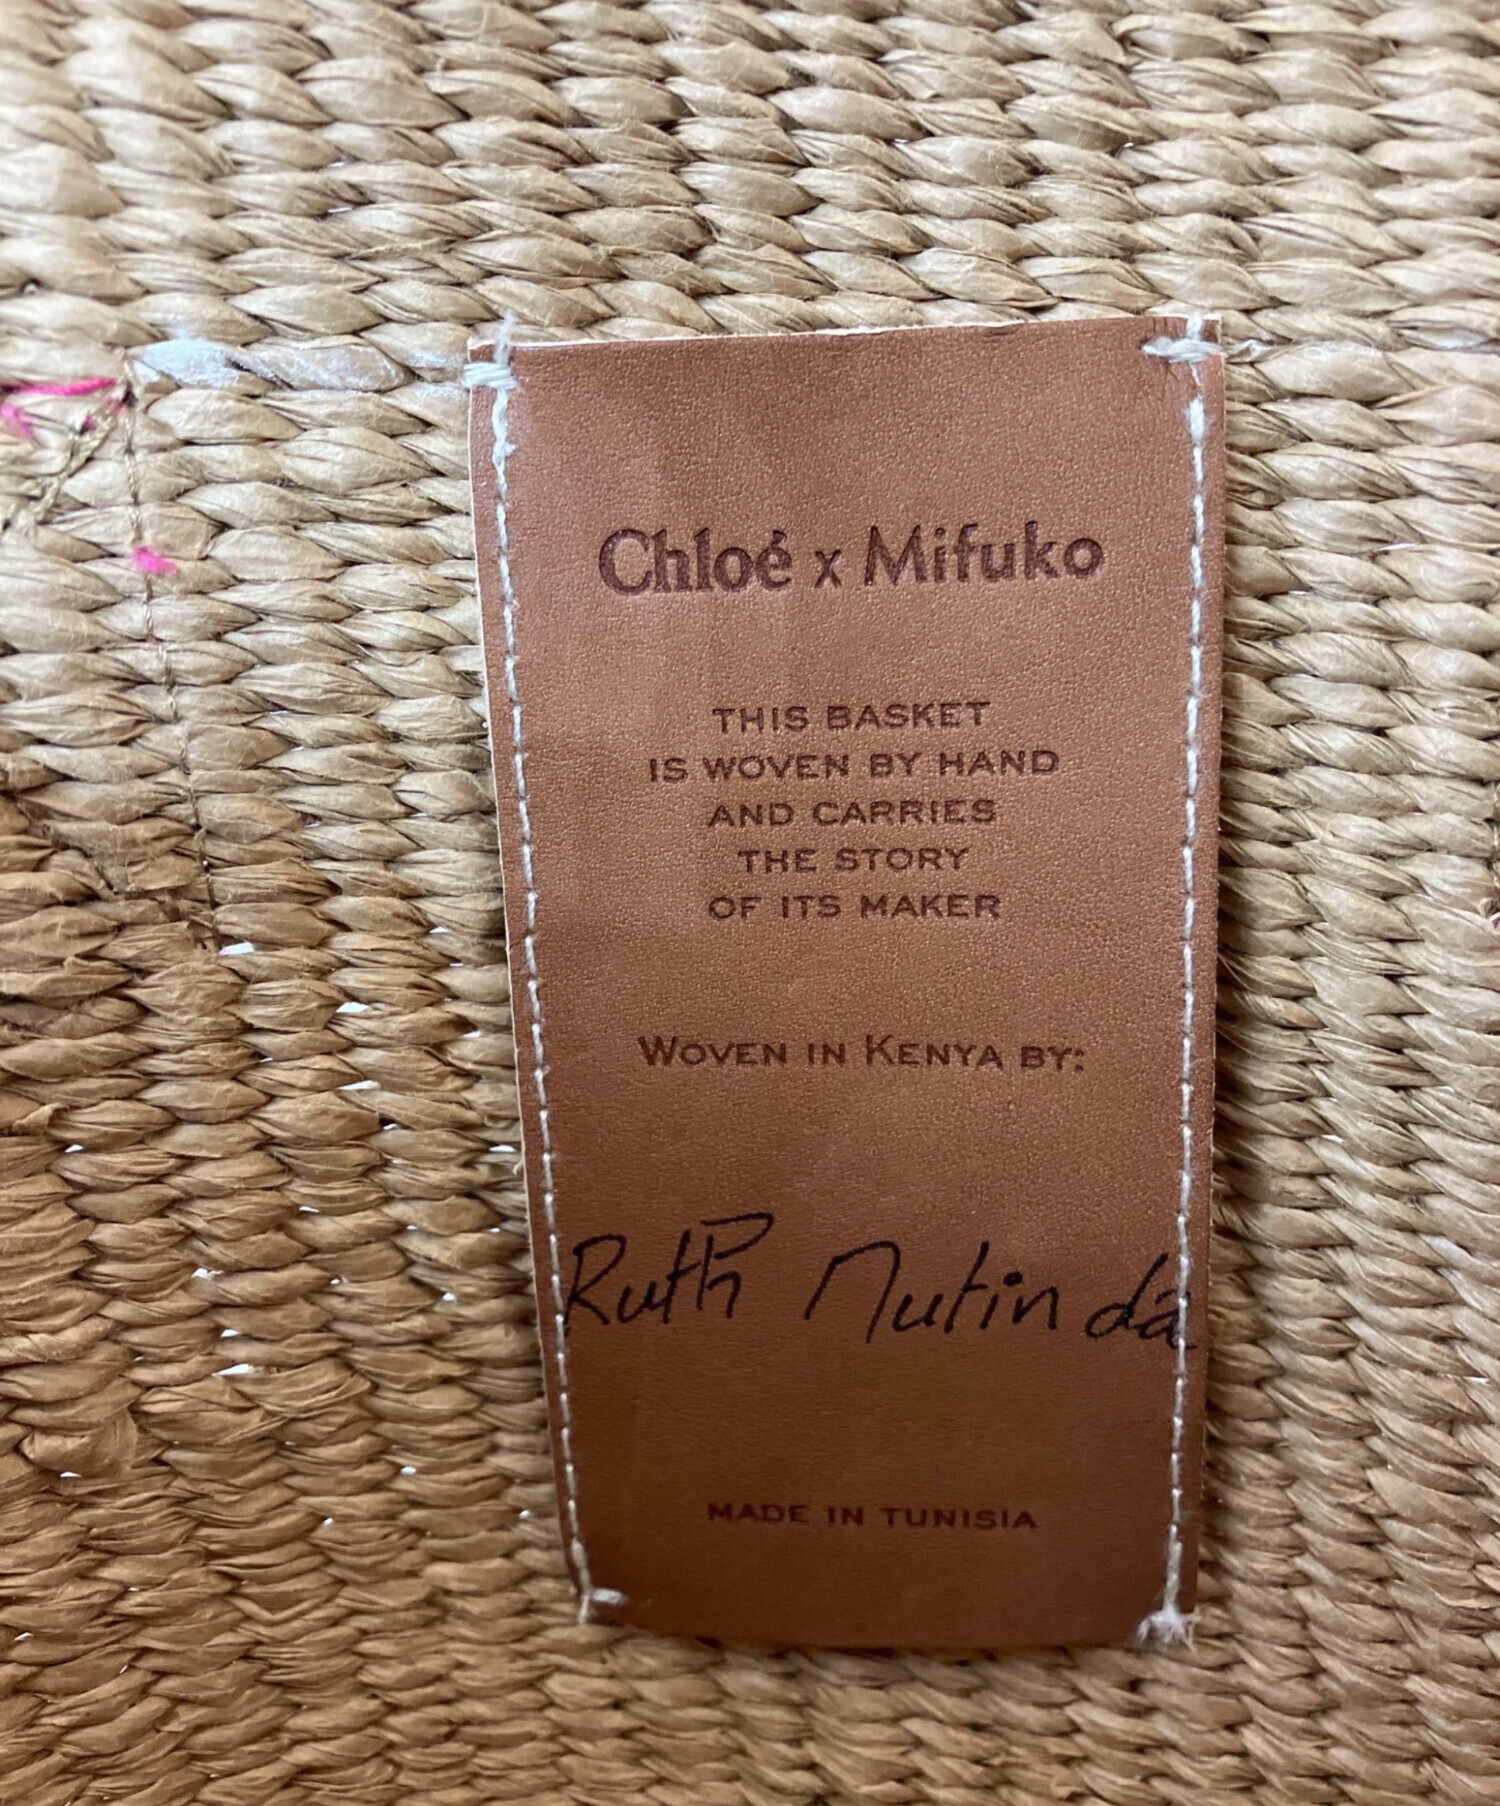 Chloé x Mifuko
THIS BASKET
IS WOVEN BY HAND
AND CARRIES
THE STORY
OF ITS MAKER
WOVEN IN KENYA BY:
Ruth Mutinda
MADE IN TUNISIA